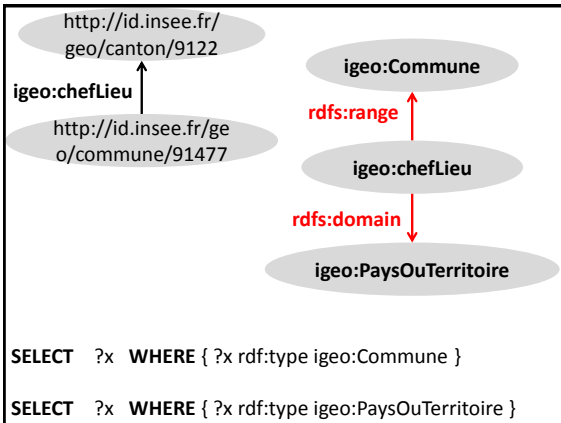 http://id.insee.fr/
geo/canton/9122
igeo:chefLieu
http://id.insee.fr/ge
o/commune/91477
igeo:Commune
rdfs:range
igeo:chefLieu
rdfs:domain
igeo:PaysOuTerritoire
SELECT ?x WHERE { ?x rdf:type igeo:Commune }
SELECT ?x WHERE { ?x rdf:type igeo:PaysOuTerritoire }